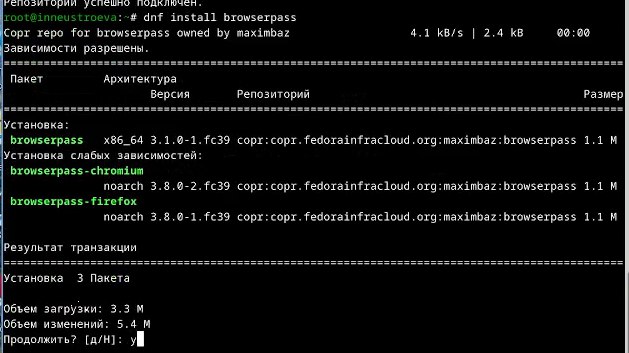 Репозиторий успешно подключен.
root@inneustroeva:~# dnf install browserpass
Copr repo for browserpass owned by maximbaz 4.1 kB/s | 2.4 kB 00:00
Зависимости разрешены.
================================================================================
Пакет Архитектура
Версия Репозиторий Размер
================================================================================
Установка:
browserpass x86_64 3.1.0-1.fc39 copr:copr.fedorainfracloud.org:maximbaz:browserpass 1.1 M
Установка слабых зависимостей:
browserpass-chromium
noarch 3.8.0-2.fc39 copr:copr.fedorainfracloud.org:maximbaz:browserpass 1.1 M
browserpass-firefox
noarch 3.8.0-1.fc39 copr:copr.fedorainfracloud.org:maximbaz:browserpass 1.1 M
Результат транзакции
================================================================================
Установка 3 Пакета
Объем загрузки: 3.3 M
Объем изменений: 5.4 M
Продолжить? [д/Н]: y